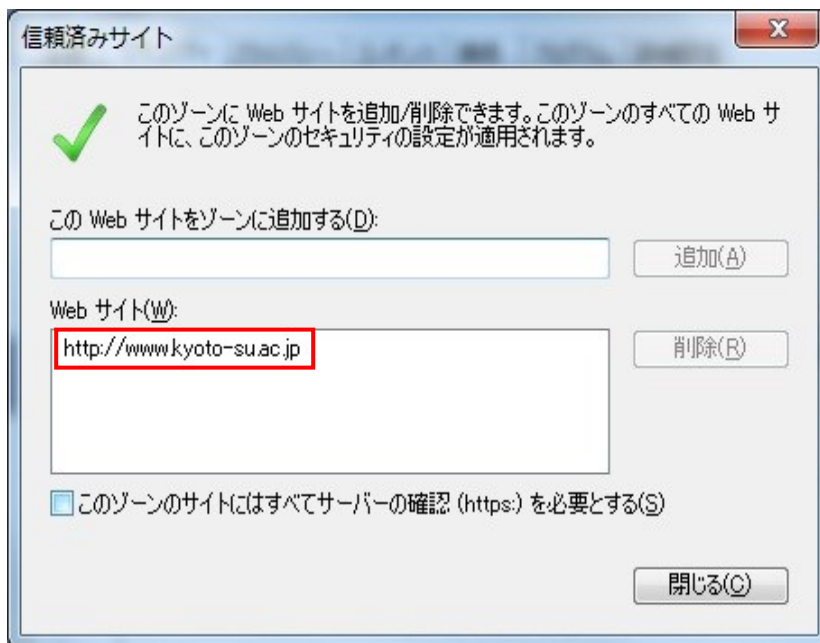 信頼済みサイト
このゾーンに Web サイトを追加/削除できます。このゾーンのすべての Web サ
イトに、このゾーンのセキュリティの設定が適用されます。
この Web サイトをゾーンに追加する(D):
追加(A)
Web サイト(W):
http://www.kyoto-su.ac.jp
削除(R)
このゾーンのサイトにはすべてサーバーの確認 (https:) を必要とする(S)
閉じる(C)